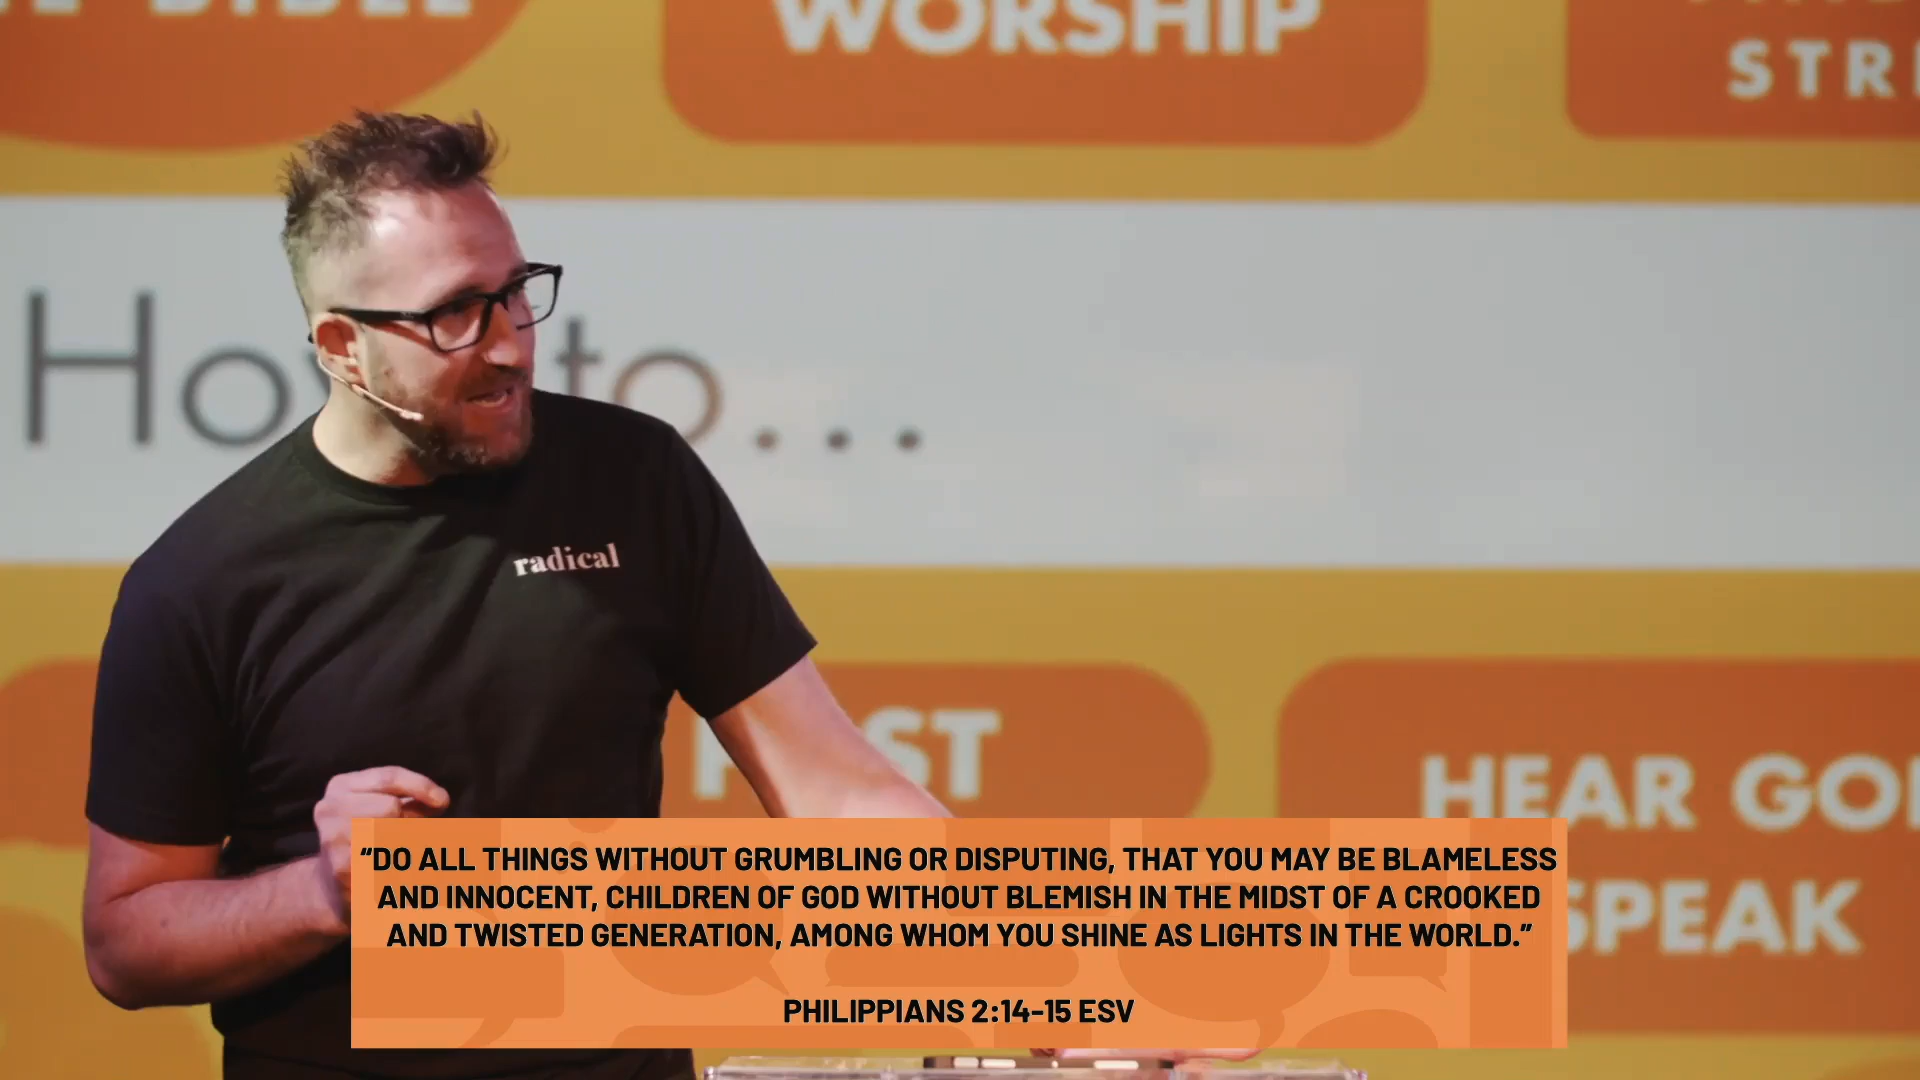 BIBLE
WORSHIP
STR
to...
radical
HEAR GO
SPEAK
“DO ALL THINGS WITHOUT GRUMBLING OR DISPUTING, THAT YOU MAY BE BLAMELESS
AND INNOCENT, CHILDREN OF GOD WITHOUT BLEMISH IN THE MIDST OF A CROOKED
AND TWISTED GENERATION, AMONG WHOM YOU SHINE AS LIGHTS IN THE WORLD.”
PHILIPPIANS 2:14-15 ESV